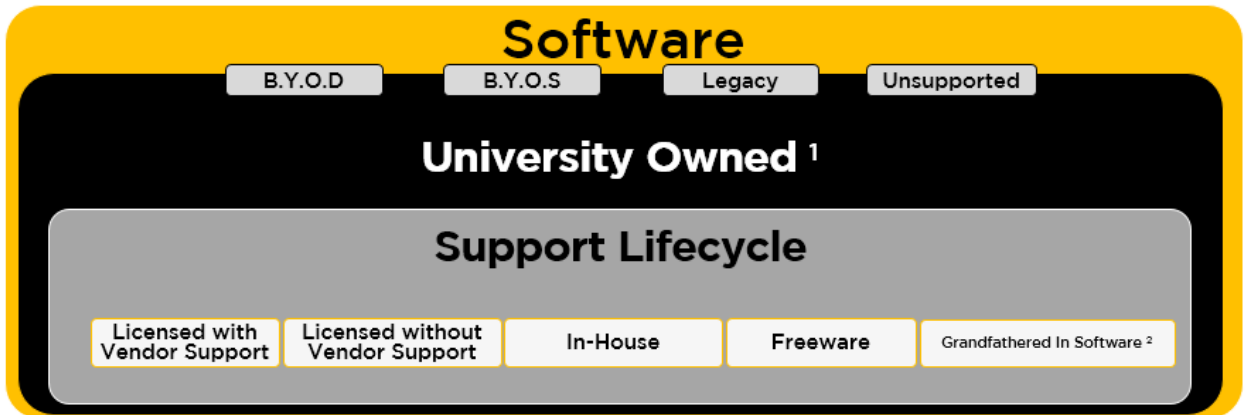 Software
B.Y.O.D
B.Y.O.S
Legacy
Unsupported
University Owned ¹
Support Lifecycle
Licensed with
Vendor Support
Licensed without
Vendor Support
In-House
Freeware
Grandfathered In Software ²